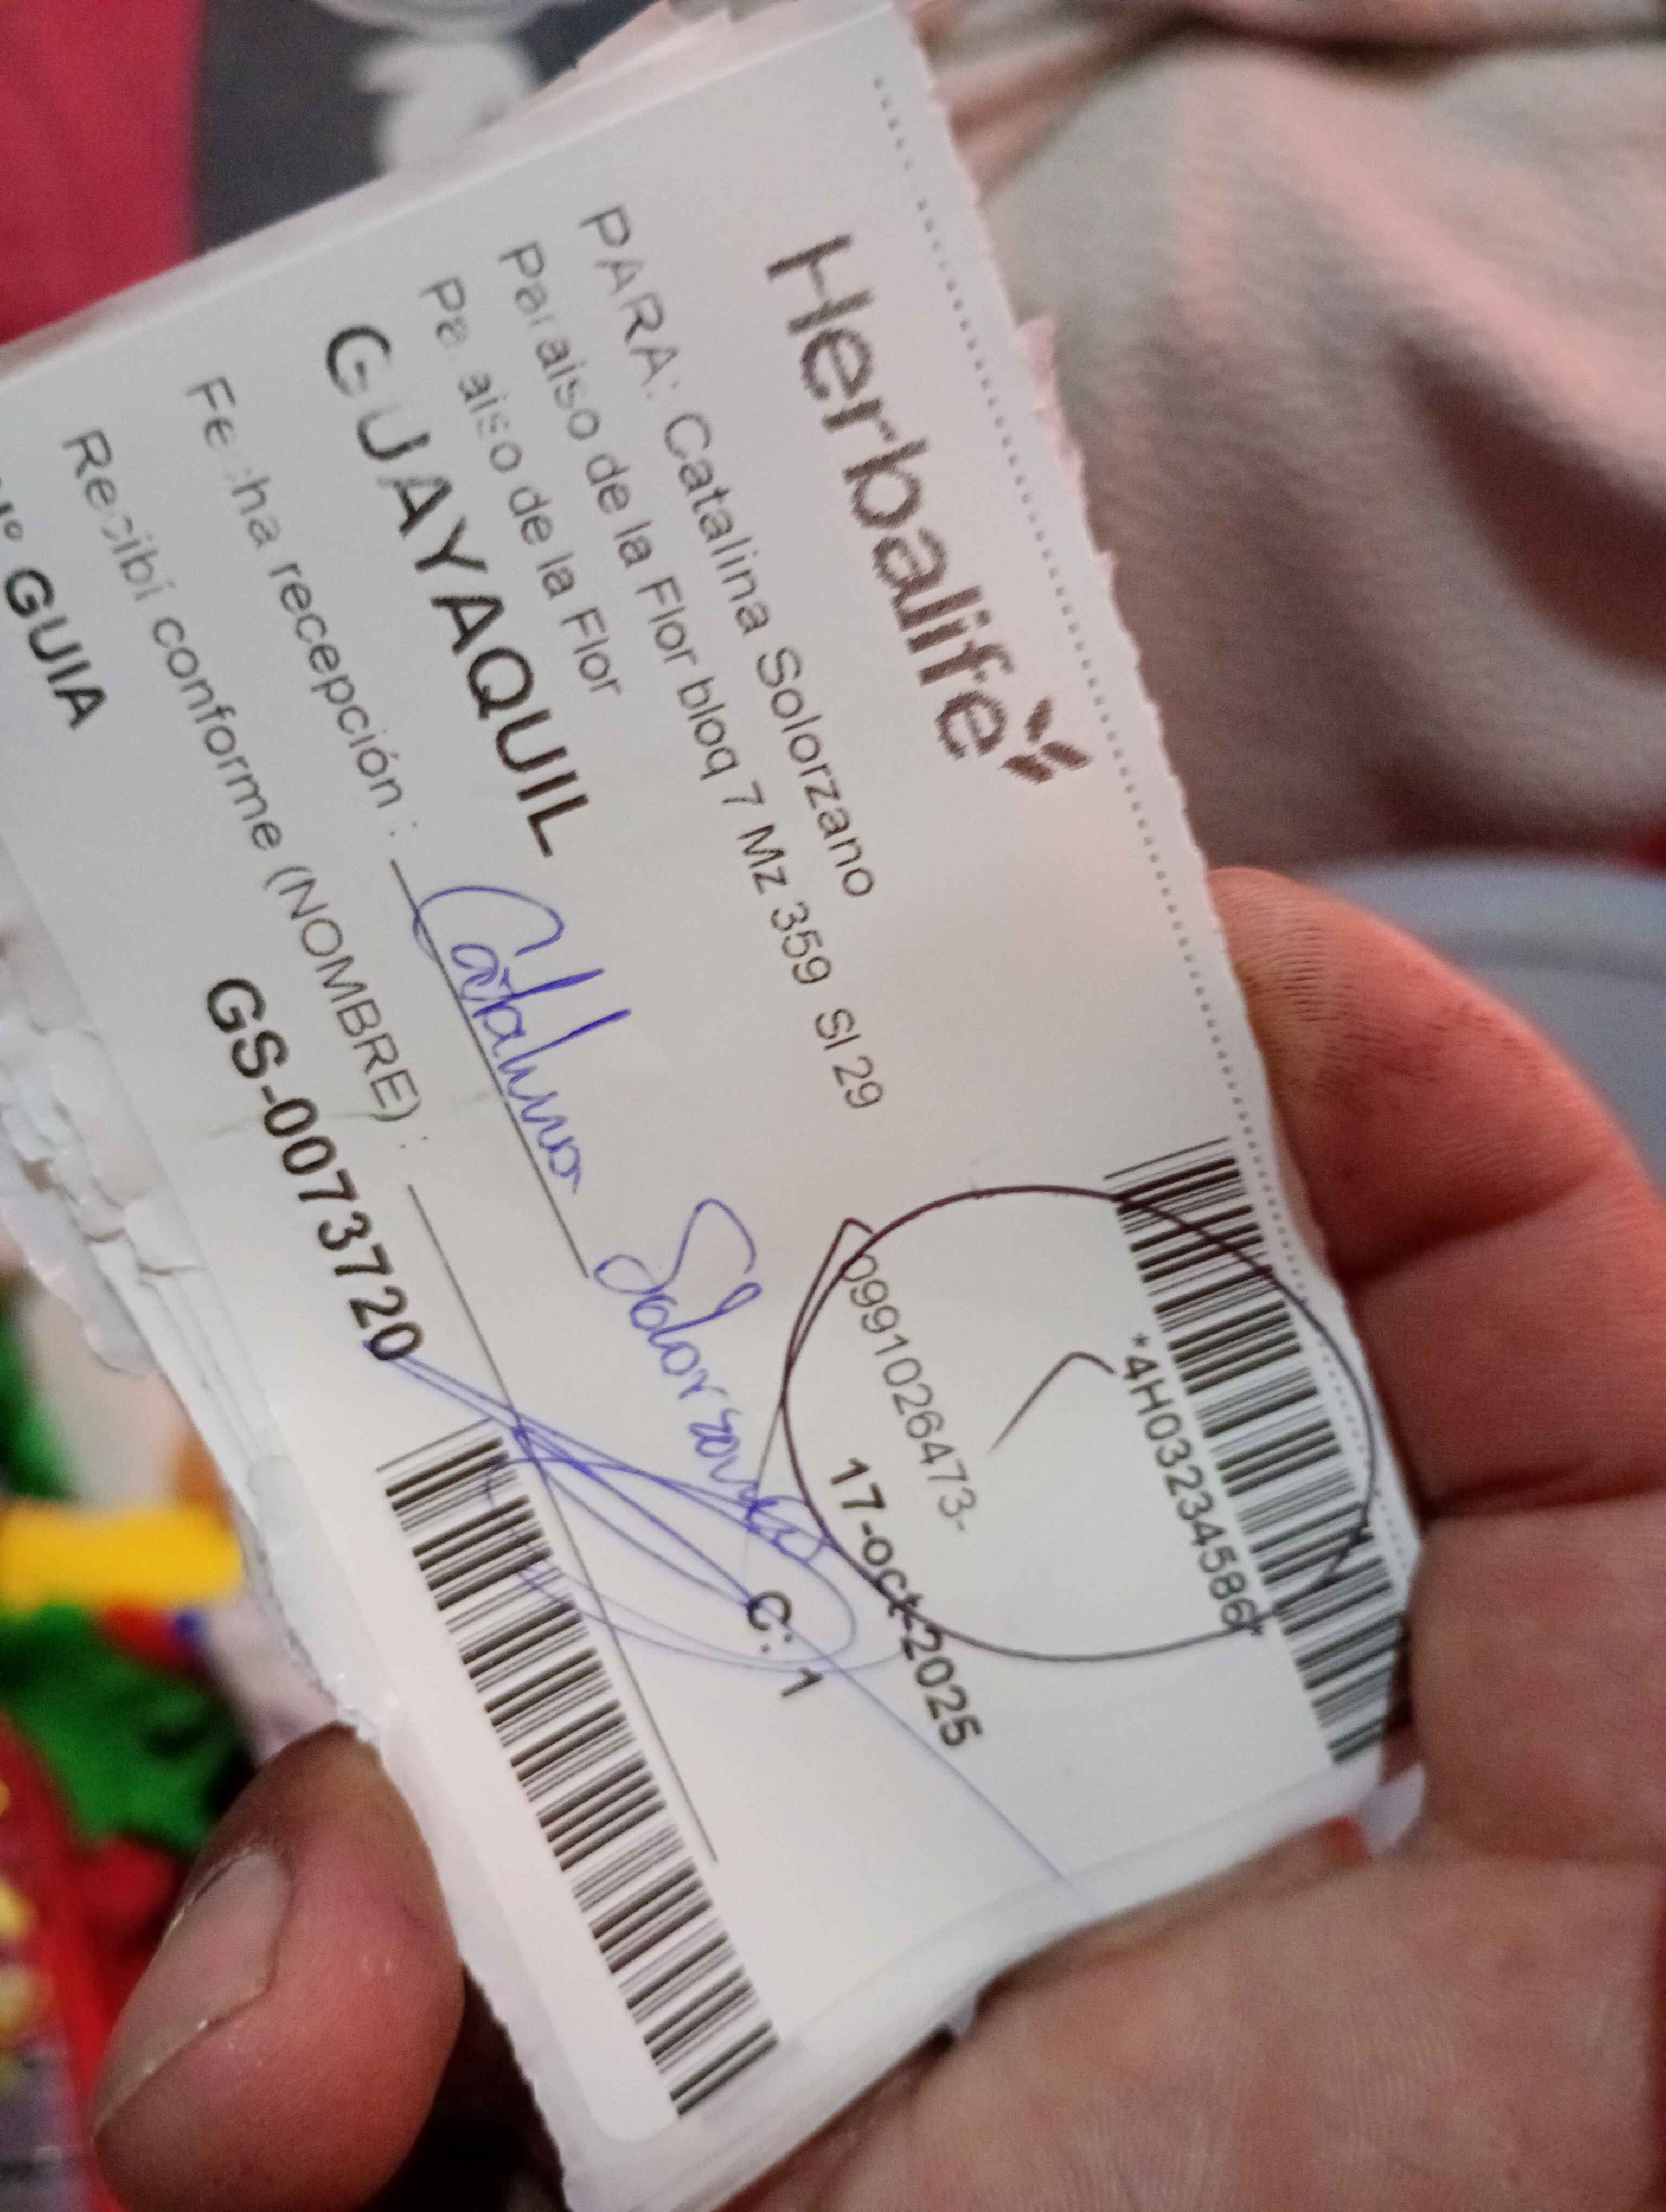 Herbalife
*4H03234586*
PARA: Catalina Solorzano
Paraiso de la Flor bloq 7 Mz 359 Sl 29
0991026473-
Paraiso de la Flor
17-oct-2025
GUAYAQUIL
C: 1
Fecha recepción :
Catalina Solorzano
Recibí conforme (NOMBRE) :
N° GUIA
GS-0073720